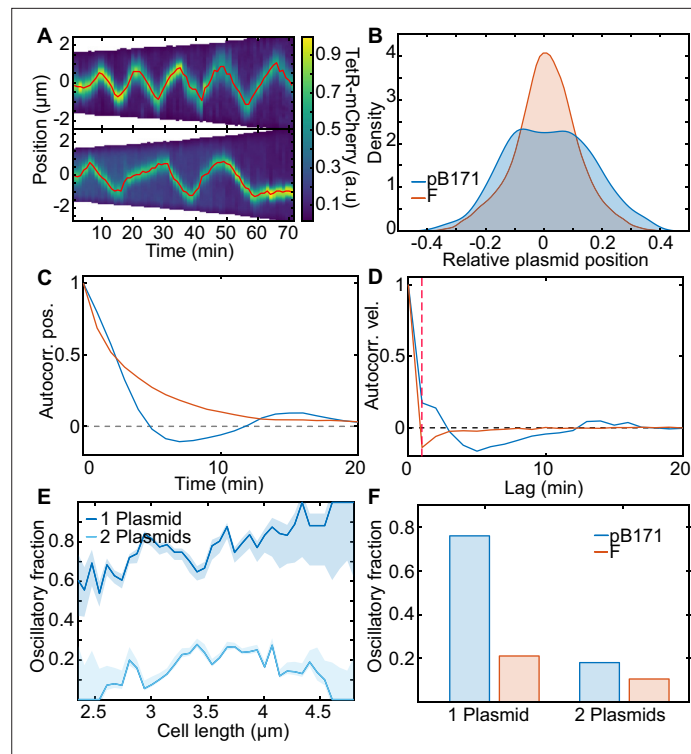 A
2
0
-2
2
0
-2
Position (µm)
10 20 30 40 50 60 70
Time (min)
0.9
0.7
0.5
0.3
0.1
TetR-mCherry (a.u)
B
4
3
2
1
0
Density
pB171
F
-0.4 -0.2 0 0.2 0.4
Relative plasmid position
C
1
0.5
0
Autocorr. pos.
0 10 20
Time (min)
D
1
0.5
0
Autocorr. vel.
0 10 20
Lag (min)
E
1 Plasmid
2 Plasmids
0.8
0.6
0.4
0.2
Oscillatory fraction
2.5 3 3.5 4 4.5
Cell length (µm)
F
pB171
F
0.8
0.6
0.4
0.2
Oscillatory fraction
1 Plasmid 2 Plasmids